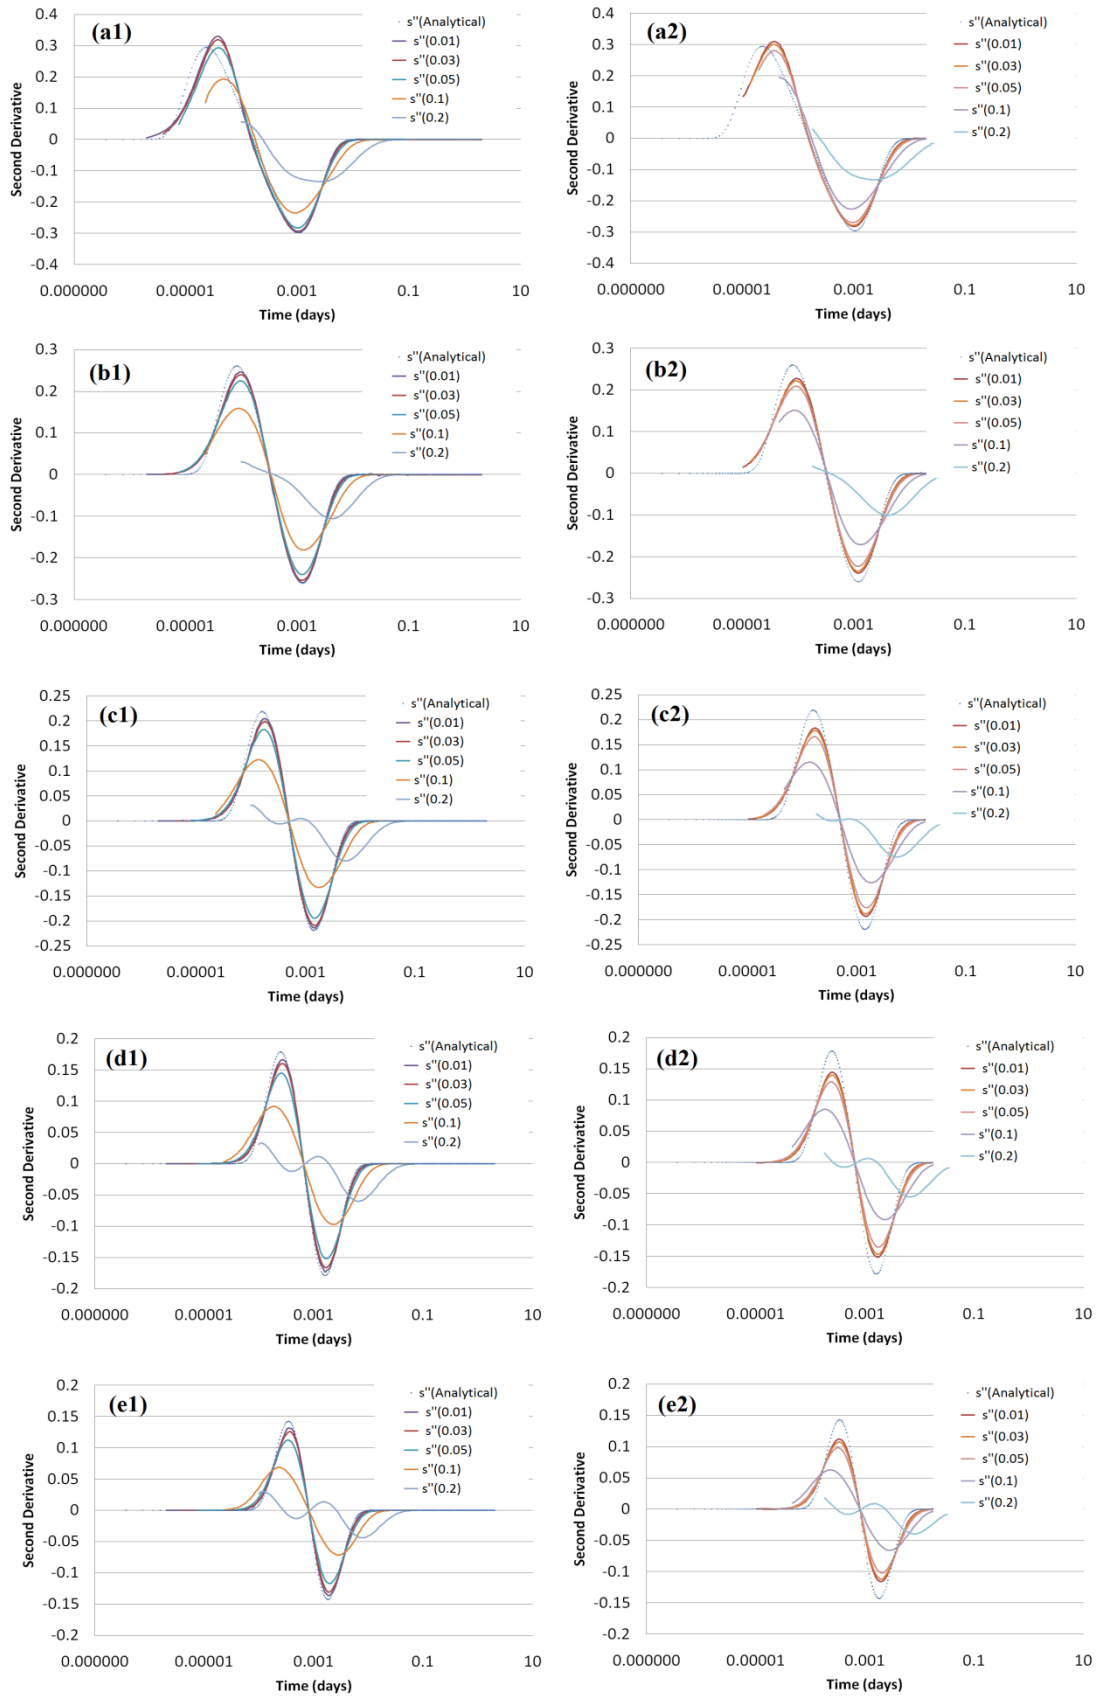 (a1)
Second Derivative
0.4
0.3
0.2
0.1
0
-0.1
-0.2
-0.3
-0.4
0.000000
0.00001
0.001
0.1
10
Time (days)
s''(Analytical)
s''(0.01)
s''(0.03)
s''(0.05)
s''(0.1)
s''(0.2)
(a2)
Second Derivative
0.4
0.3
0.2
0.1
0
-0.1
-0.2
-0.3
-0.4
0.000000
0.00001
0.001
0.1
10
Time (days)
s''(Analytical)
s''(0.01)
s''(0.03)
s''(0.05)
s''(0.1)
s''(0.2)
(b1)
Second Derivative
0.3
0.2
0.1
0
-0.1
-0.2
-0.3
0.000000
0.00001
0.001
0.1
10
Time (days)
s''(Analytical)
s''(0.01)
s''(0.03)
s''(0.05)
s''(0.1)
s''(0.2)
(b2)
Second Derivative
0.3
0.2
0.1
0
-0.1
-0.2
-0.3
0.000000
0.00001
0.001
0.1
10
Time (days)
s''(Analytical)
s''(0.01)
s''(0.03)
s''(0.05)
s''(0.1)
s''(0.2)
(c1)
Second Derivative
0.25
0.2
0.15
0.1
0.05
0
-0.05
-0.1
-0.15
-0.2
-0.25
0.000000
0.00001
0.001
0.1
10
Time (days)
s''(Analytical)
s''(0.01)
s''(0.03)
s''(0.05)
s''(0.1)
s''(0.2)
(c2)
Second Derivative
0.25
0.2
0.15
0.1
0.05
0
-0.05
-0.1
-0.15
-0.2
-0.25
0.000000
0.00001
0.001
0.1
10
Time (days)
s''(Analytical)
s''(0.01)
s''(0.03)
s''(0.05)
s''(0.1)
s''(0.2)
(d1)
Second Derivative
0.2
0.15
0.1
0.05
0
-0.05
-0.1
-0.15
-0.2
0.000000
0.00001
0.001
0.1
10
Time (days)
s''(Analytical)
s''(0.01)
s''(0.03)
s''(0.05)
s''(0.1)
s''(0.2)
(d2)
Second Derivative
0.2
0.15
0.1
0.05
0
-0.05
-0.1
-0.15
-0.2
0.000000
0.00001
0.001
0.1
10
Time (days)
s''(Analytical)
s''(0.01)
s''(0.03)
s''(0.05)
s''(0.1)
s''(0.2)
(e1)
Second Derivative
0.2
0.15
0.1
0.05
0
-0.05
-0.1
-0.15
-0.2
0.000000
0.00001
0.001
0.1
10
Time (days)
s''(Analytical)
s''(0.01)
s''(0.03)
s''(0.05)
s''(0.1)
s''(0.2)
(e2)
Second Derivative
0.2
0.15
0.1
0.05
0
-0.05
-0.1
-0.15
-0.2
0.000000
0.00001
0.001
0.1
10
Time (days)
s''(Analytical)
s''(0.01)
s''(0.03)
s''(0.05)
s''(0.1)
s''(0.2)